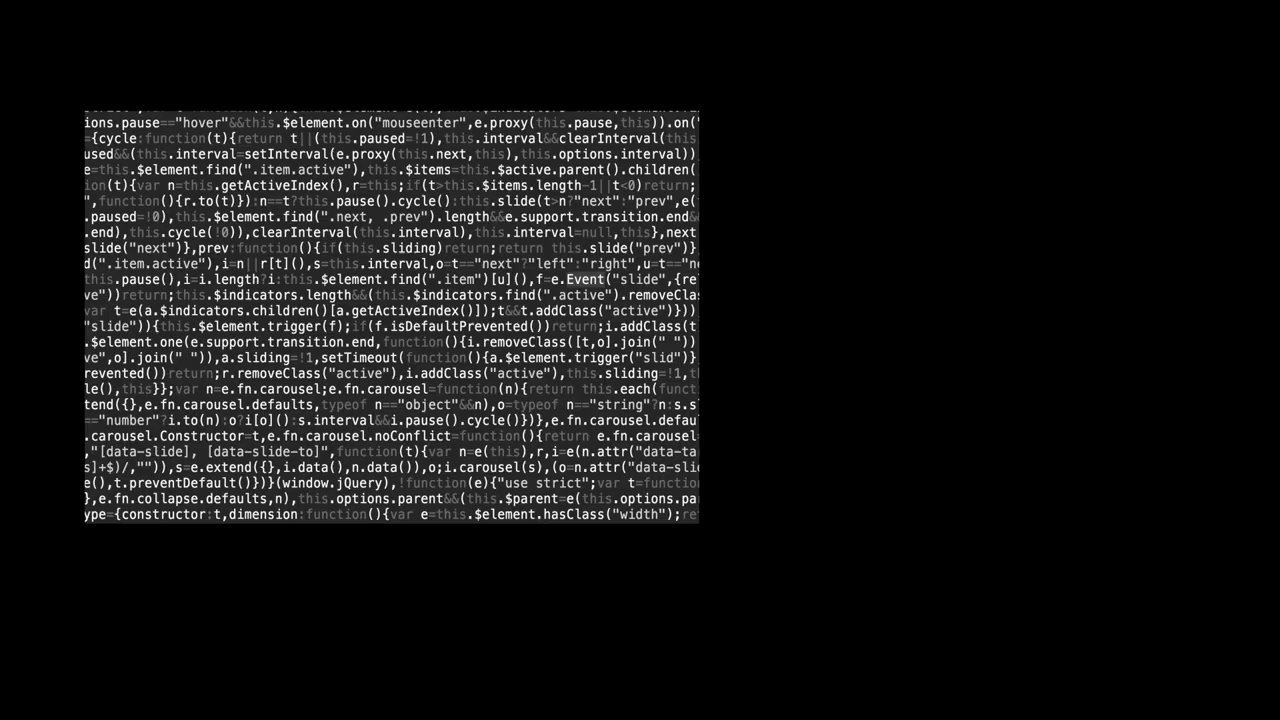 ions.pause=="hover"&&this.$element.on("mouseenter",e.proxy(this.pause,this)).on("
={cycle:function(t){return t||(this.paused=!1),this.interval&&clearInterval(this
used&&(this.interval=setInterval(e.proxy(this.next,this),this.options.interval))
e=this.$element.find(".item.active"),this.$items=this.$active.parent().children(
ion(t){var n=this.getActiveIndex(),r=this;if(t>this.$items.length-1||t<0)return;
",function(){r.to(t)}):n==t?this.pause().cycle():this.slide(t>n?"next":"prev",e(
.paused=!0),this.$element.find(".next, .prev").length&&e.support.transition.end&
.end),this.cycle(!0)),clearInterval(this.interval),this.interval=null,this},next
slide("next")},prev:function(){if(this.sliding)return;return this.slide("prev")}
d(".item.active"),i=n||r[t](),s=this.interval,o=t=="next"?"left":"right",u=t=="ne
this.pause(),i=i.length?i:this.$element.find(".item")[u](),f=e.Event("slide",{rel
ve"))return;this.$indicators.length&&(this.$indicators.find(".active").removeClas
var t=e(a.$indicators.children()[a.getActiveIndex()]);t&&t.addClass("active")}))
"slide")){this.$element.trigger(f);if(f.isDefaultPrevented())return;i.addClass(t
.$element.one(e.support.transition.end,function(){i.removeClass([t,o].join(" "))
ve",o].join(" ")),a.sliding=!1,setTimeout(function(){a.$element.trigger("slid")}
revented())return;r.removeClass("active"),i.addClass("active"),this.sliding=!1,t
le(),this}};var n=e.fn.carousel;e.fn.carousel=function(n){return this.each(funct
tend({},e.fn.carousel.defaults,typeof n=="object"&&n),o=typeof n=="string"?n:s.s
=="number"?i.to(n):o?i[o]():s.interval&&i.pause().cycle()})},e.fn.carousel.defau
.carousel.Constructor=t,e.fn.carousel.noConflict=function(){return e.fn.carousel
,"[data-slide], [data-slide-to]",function(t){var n=e(this),r,i=e(n.attr("data-ta
s]+$)/,"")),s=e.extend({},i.data(),n.data()),o;i.carousel(s),(o=n.attr("data-slid
e(),t.preventDefault()})}(window.jQuery),!function(e){"use strict";var t=function
},e.fn.collapse.defaults,n),this.options.parent&&(this.$parent=e(this.options.pa
ype={constructor:t,dimension:function(){var e=this.$element.hasClass("width");re